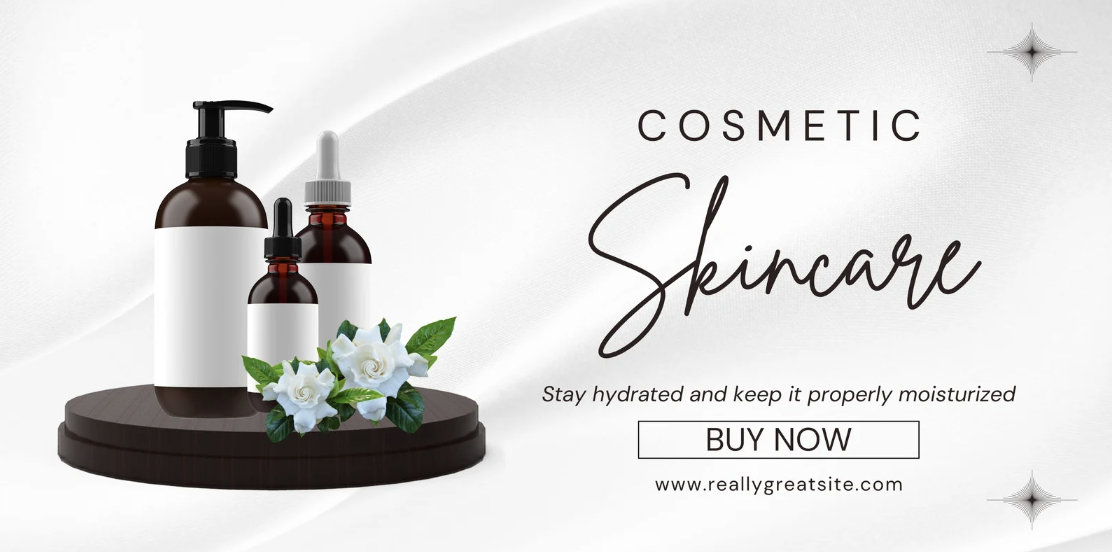 COSMETIC
Skincare
Stay hydrated and keep it properly moisturized
BUY NOW
www.reallygreatsite.com